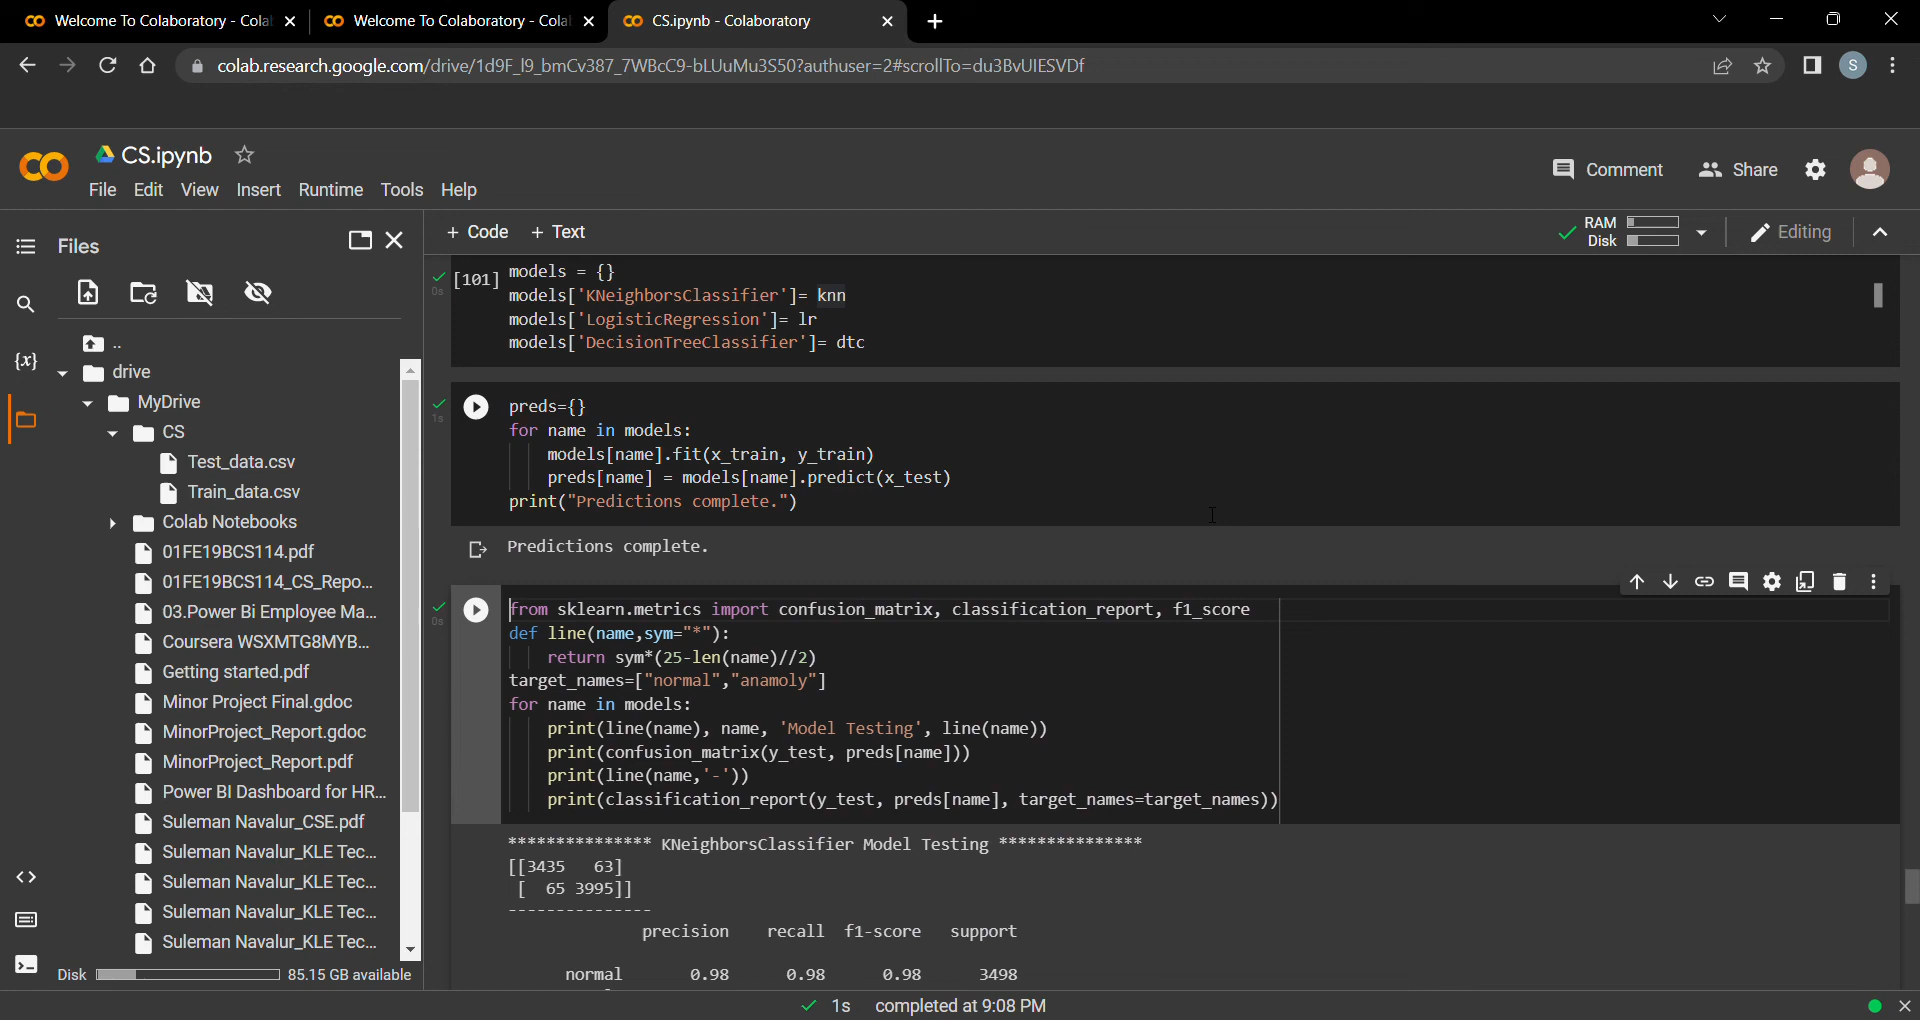 Welcome To Colaboratory - Cola
Welcome To Colaboratory - Cola
CS.ipynb - Colaboratory
colab.research.google.com/drive/1d9F_l9_bmCv387_7WBcC9-bLUuMu3S50?authuser=2#scrollTo=du3BvUIESVDf
S
CS.ipynb
File Edit View Insert Runtime Tools Help
Comment
Share
Files
+ Code + Text
RAM
Disk
Editing
..
drive
MyDrive
CS
Test_data.csv
Train_data.csv
Colab Notebooks
01FE19BCS114.pdf
01FE19BCS114_CS_Repo...
03.Power Bi Employee Ma...
Coursera WSXMTG8MYB...
Getting started.pdf
Minor Project Final.gdoc
MinorProject_Report.gdoc
MinorProject_Report.pdf
Power BI Dashboard for HR...
Suleman Navalur_CSE.pdf
Suleman Navalur_KLE Tec...
Suleman Navalur_KLE Tec...
Suleman Navalur_KLE Tec...
Suleman Navalur_KLE Tec...
Disk 85.15 GB available
0s
[101] models = {}
models['KNeighborsClassifier']= knn
models['LogisticRegression']= lr
models['DecisionTreeClassifier']= dtc
1s
preds={}
for name in models:
models[name].fit(x_train, y_train)
preds[name] = models[name].predict(x_test)
print("Predictions complete.")
Predictions complete.
0s
from sklearn.metrics import confusion_matrix, classification_report, f1_score
def line(name,sym="*"):
return sym*(25-len(name)//2)
target_names=["normal","anamoly"]
for name in models:
print(line(name), name, 'Model Testing', line(name))
print(confusion_matrix(y_test, preds[name]))
print(line(name,'-'))
print(classification_report(y_test, preds[name], target_names=target_names))
*************** KNeighborsClassifier Model Testing ***************
[[3435 63]
[ 65 3995]]
---------------
precision recall f1-score support
normal 0.98 0.98 0.98 3498
1s completed at 9:08 PM